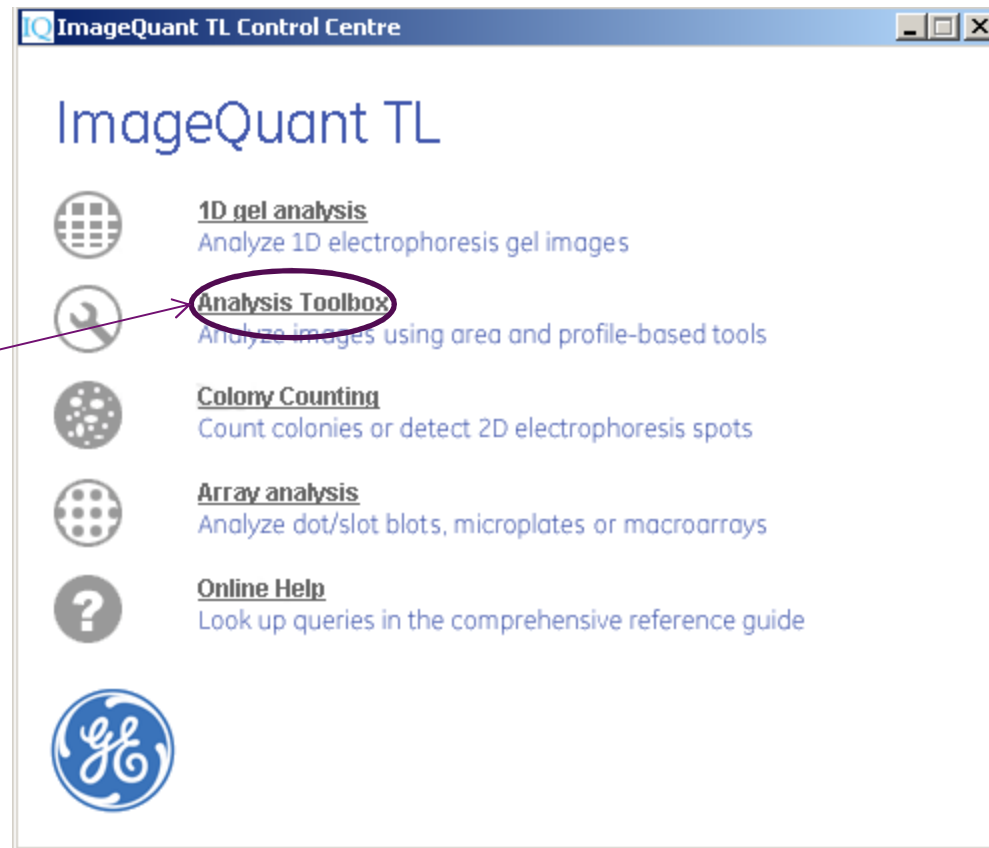 IQ ImageQuant TL Control Centre
ImageQuant TL
1D gel analysis
Analyze 1D electrophoresis gel images
Analysis Toolbox
Analyze images using area and profile-based tools
Colony Counting
Count colonies or detect 2D electrophoresis spots
Array analysis
Analyze dot/slot blots, microplates or macroarrays
?
Online Help
Look up queries in the comprehensive reference guide
GE